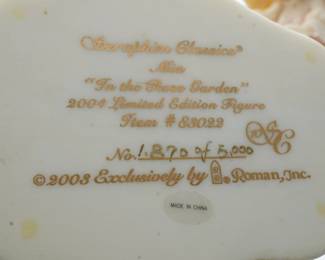 Seraphim Classics®
Mia
"In the Peace Garden"
2004 Limited Edition Figure
Item # 83022
SC
No. 1,870 of 5,000
© 2003 Exclusively by Roman, Inc.
MADE IN CHINA